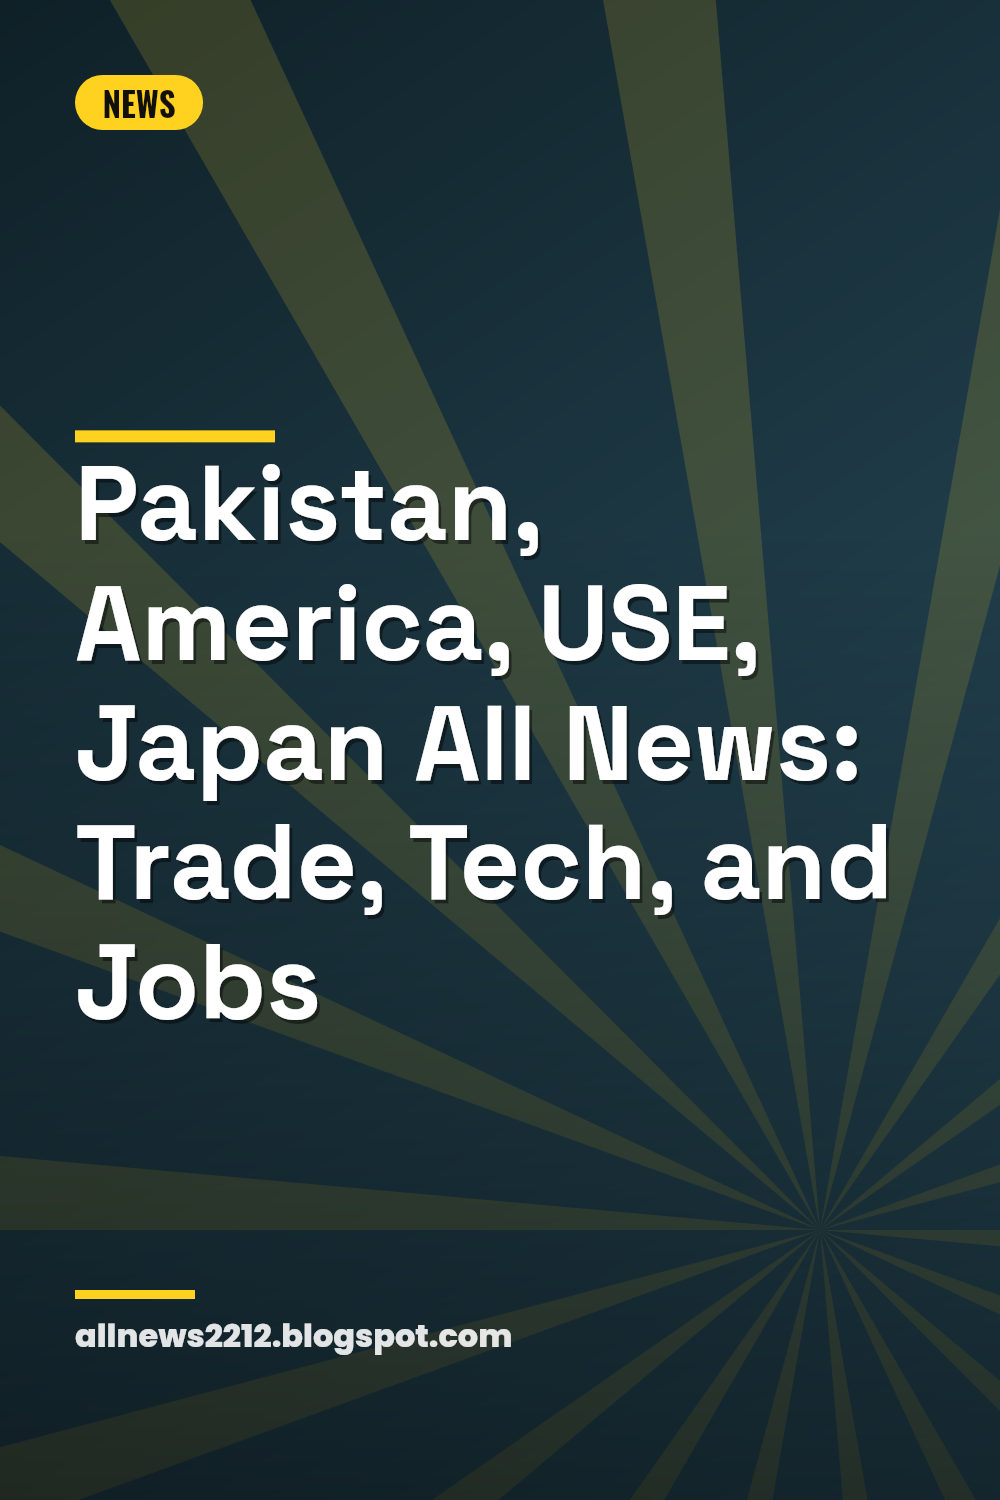 NEWS
Pakistan,
America, USE,
Japan All News:
Trade, Tech, and
Jobs
allnews2212.blogspot.com